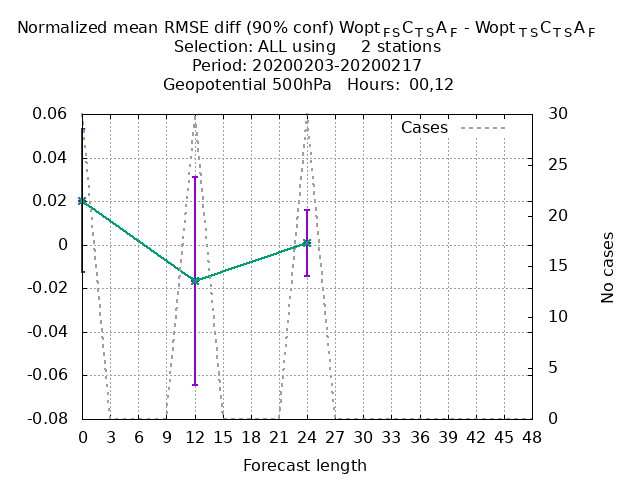 Normalized mean RMSE diff (90% conf) Wopt FS C TS A F - Wopt TS C TS A F
Selection: ALL using 2 stations
Period: 20200203-20200217
Geopotential 500hPa Hours: 00,12
Cases
0.06
0.04
0.02
0
-0.02
-0.04
-0.06
-0.08
30
25
20
15
10
5
0
No cases
0 3 6 9 12 15 18 21 24 27 30 33 36 39 42 45 48
Forecast length